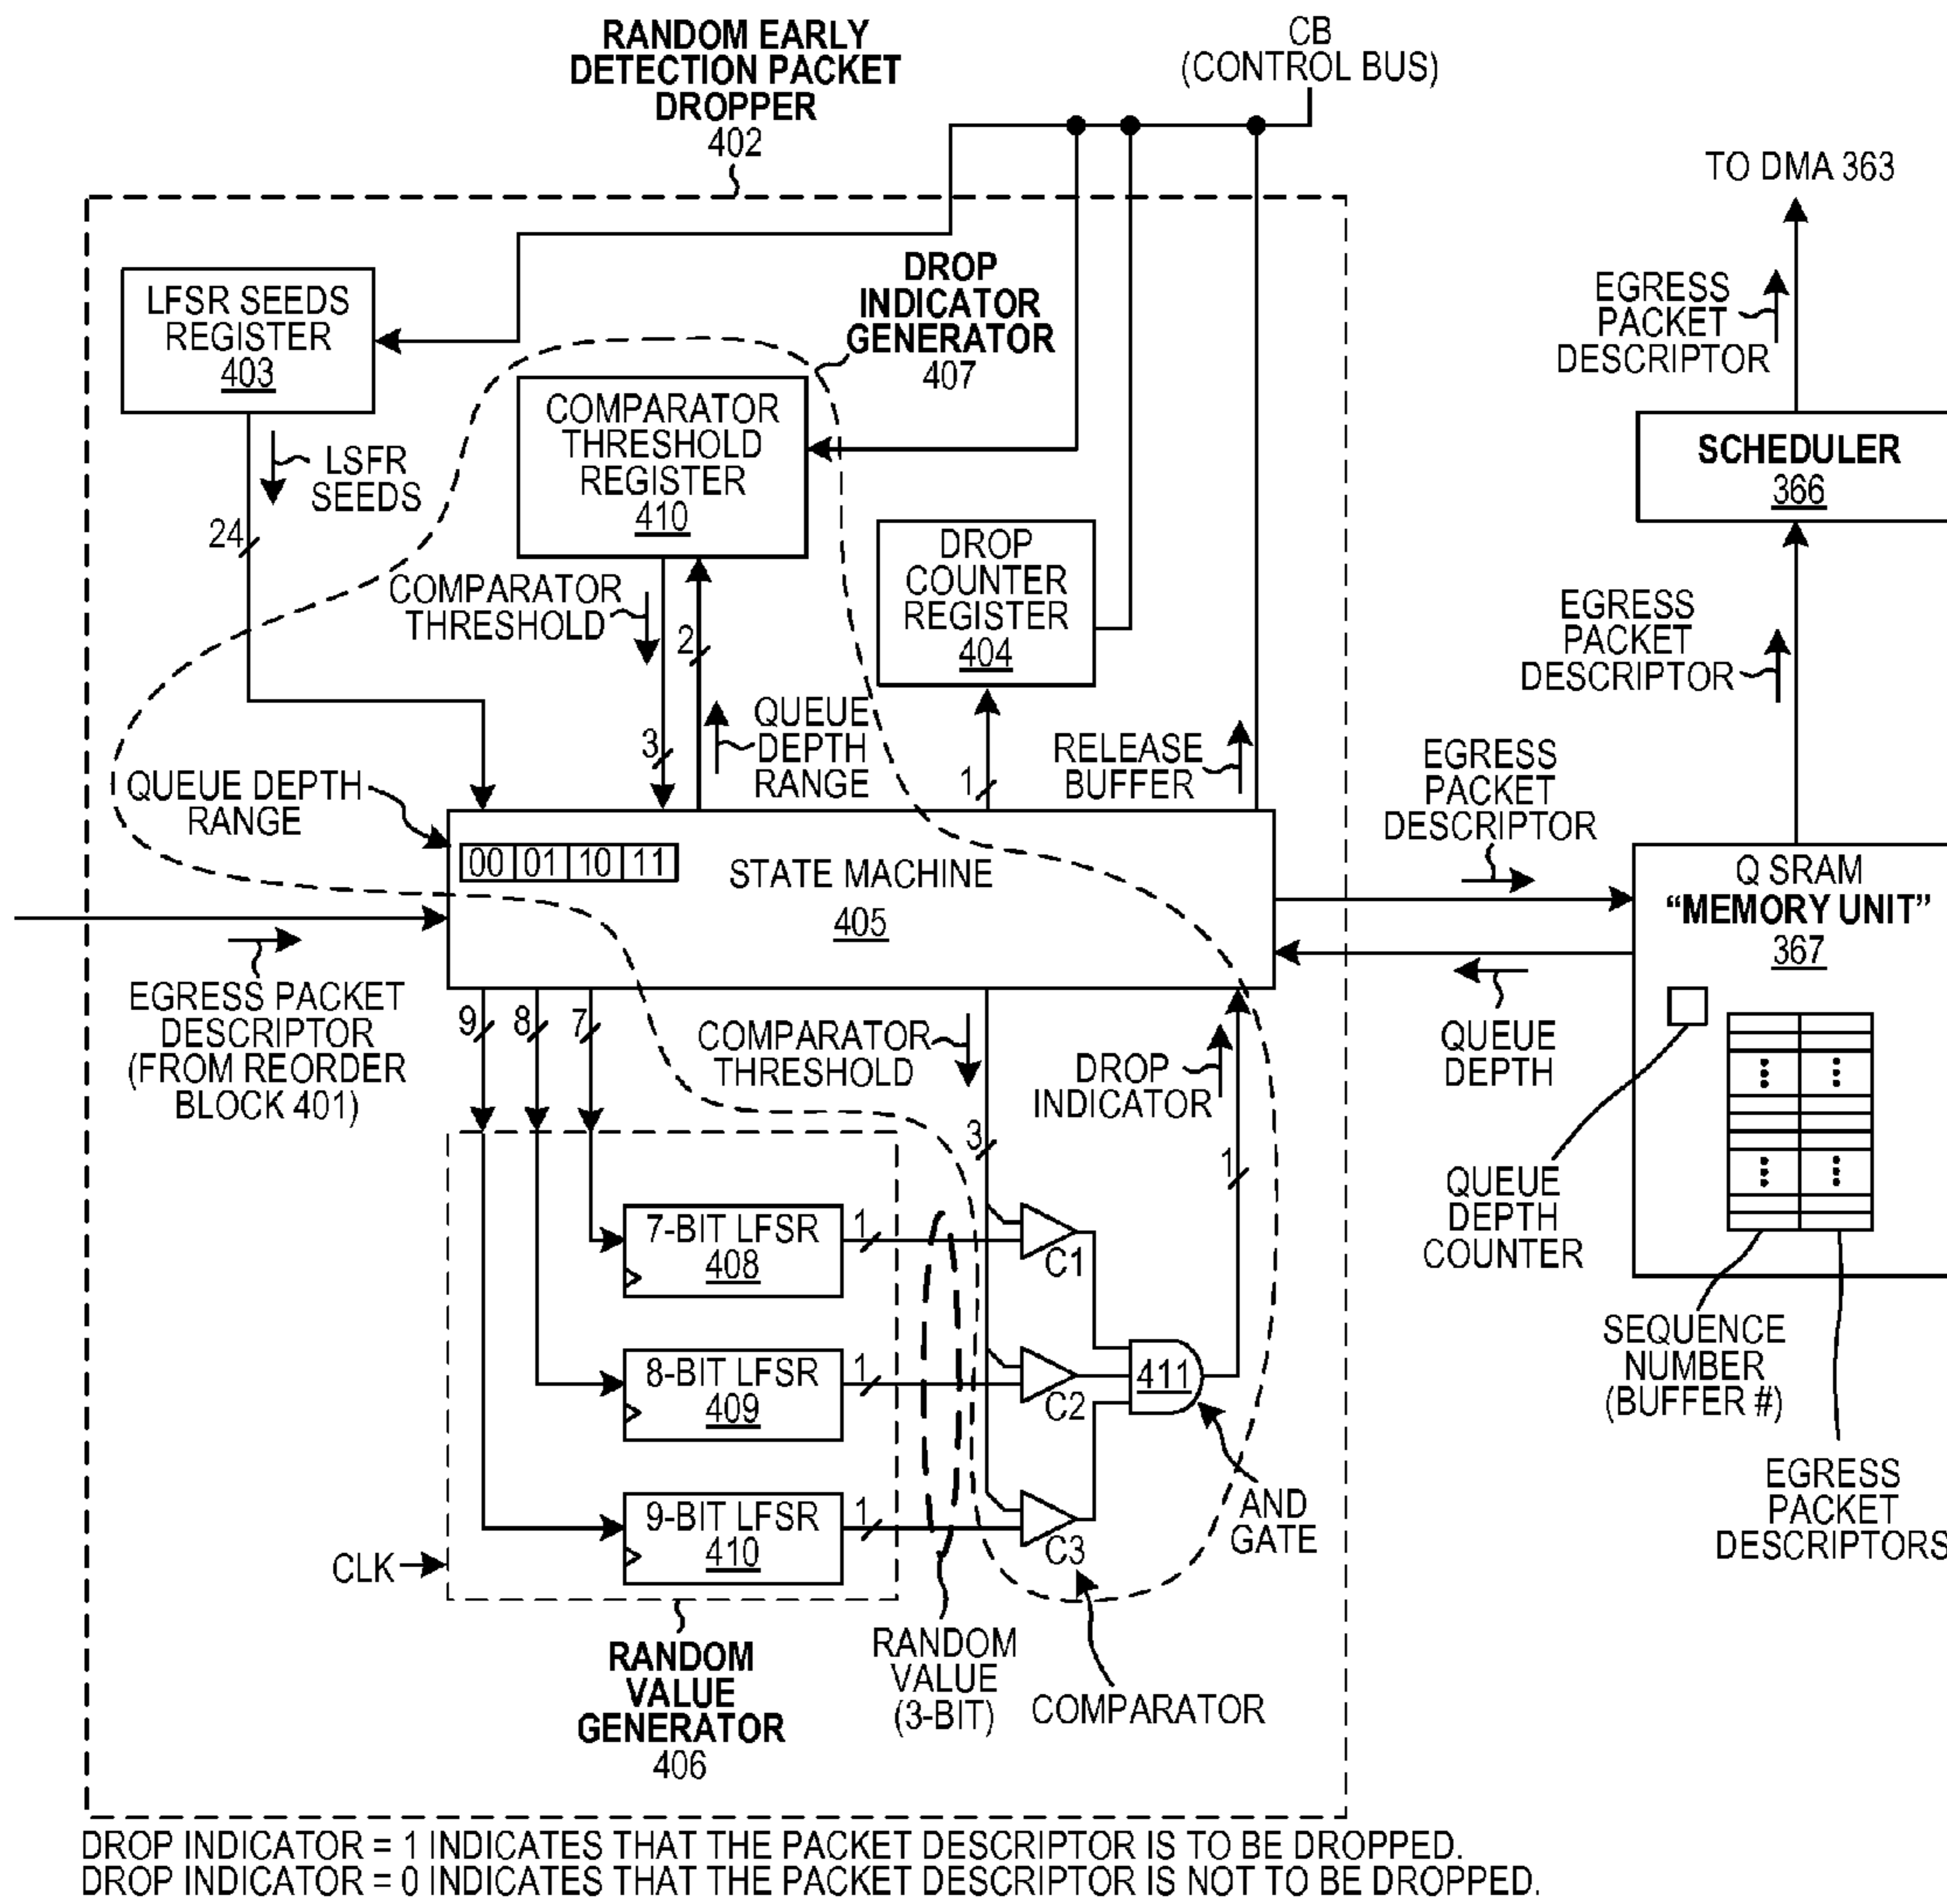 RANDOM EARLY
DETECTION PACKET
DROPPER
402
CB
(CONTROL BUS)
TO DMA 363
LFSR SEEDS
REGISTER
403
DROP
INDICATOR
GENERATOR
407
EGRESS
PACKET
DESCRIPTOR
COMPARATOR
THRESHOLD
REGISTER
410
SCHEDULER
366
LSFR
SEEDS
24
DROP
COUNTER
REGISTER
404
COMPARATOR
THRESHOLD
2
EGRESS
PACKET
DESCRIPTOR
3
QUEUE
DEPTH
RANGE
1
RELEASE
BUFFER
EGRESS
PACKET
DESCRIPTOR
QUEUE DEPTH
RANGE
00 01 10 11
STATE MACHINE
405
Q SRAM
“MEMORY UNIT”
367
EGRESS PACKET
DESCRIPTOR
(FROM REORDER
BLOCK 401)
9 8 7
COMPARATOR
THRESHOLD
DROP
INDICATOR
QUEUE
DEPTH
3
1
QUEUE
DEPTH
COUNTER
7-BIT LFSR
408
1
C1
8-BIT LFSR
409
1
C2
411
9-BIT LFSR
410
1
C3
AND
GATE
CLK
SEQUENCE
NUMBER
(BUFFER #)
EGRESS
PACKET
DESCRIPTORS
RANDOM
VALUE
GENERATOR
406
RANDOM
VALUE
(3-BIT)
COMPARATOR
DROP INDICATOR = 1 INDICATES THAT THE PACKET DESCRIPTOR IS TO BE DROPPED.
DROP INDICATOR = 0 INDICATES THAT THE PACKET DESCRIPTOR IS NOT TO BE DROPPED.